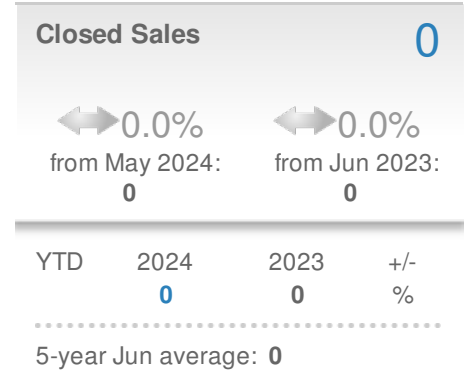 Closed Sales 0
0.0% 0.0%
from May 2024: from Jun 2023:
0 0
YTD 2024 2023 +/-
0 0 %
5-year Jun average: 0